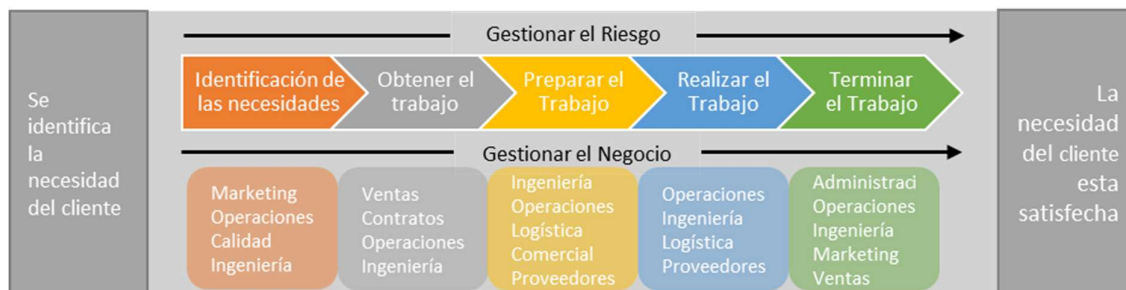 Se
identifica
la
necesidad
del cliente
Gestionar el Riesgo
Identificación de
las necesidades
Obtener el
trabajo
Preparar el
Trabajo
Realizar el
Trabajo
Terminar
el Trabajo
Gestionar el Negocio
Marketing
Operaciones
Calidad
Ingeniería
Ventas
Contratos
Operaciones
Ingeniería
Ingeniería
Operaciones
Logística
Comercial
Proveedores
Operaciones
Ingeniería
Logística
Proveedores
Administraci
Operaciones
Ingeniería
Marketing
Ventas
La
necesidad
del cliente
esta
satisfecha